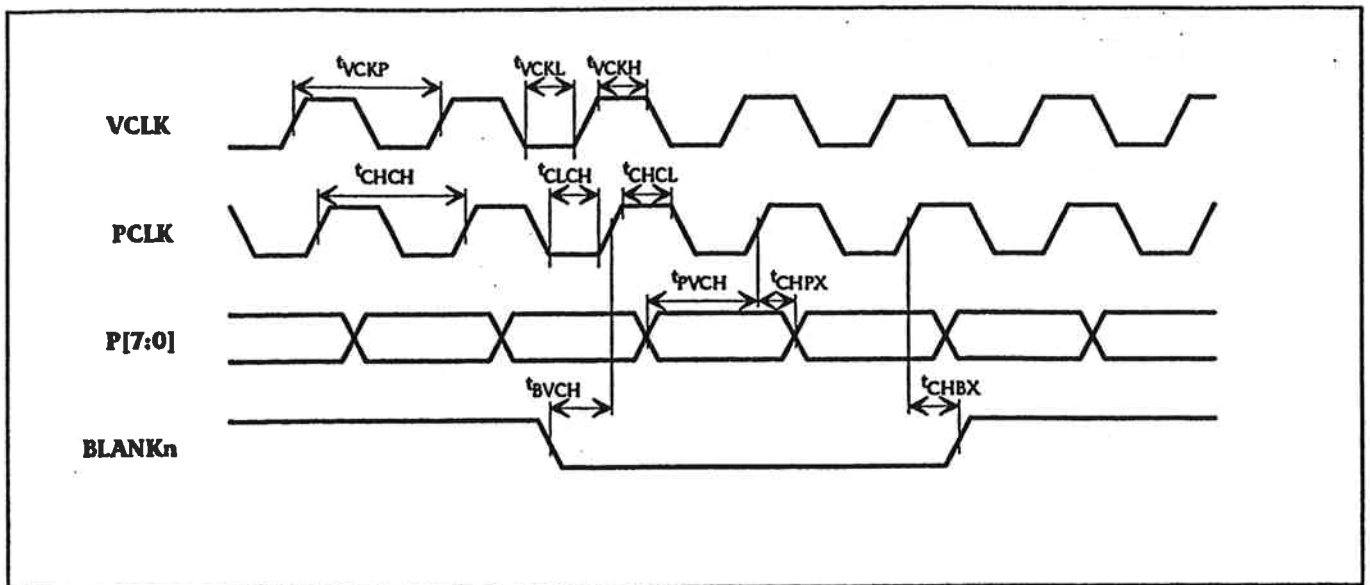 tVCKP tVCKL tVCKH
VCLK
tCHCH tCLCH tCHCL
PCLK
tPVCH tCHPX
P[7:0]
tBVCH tCHBX
BLANKn